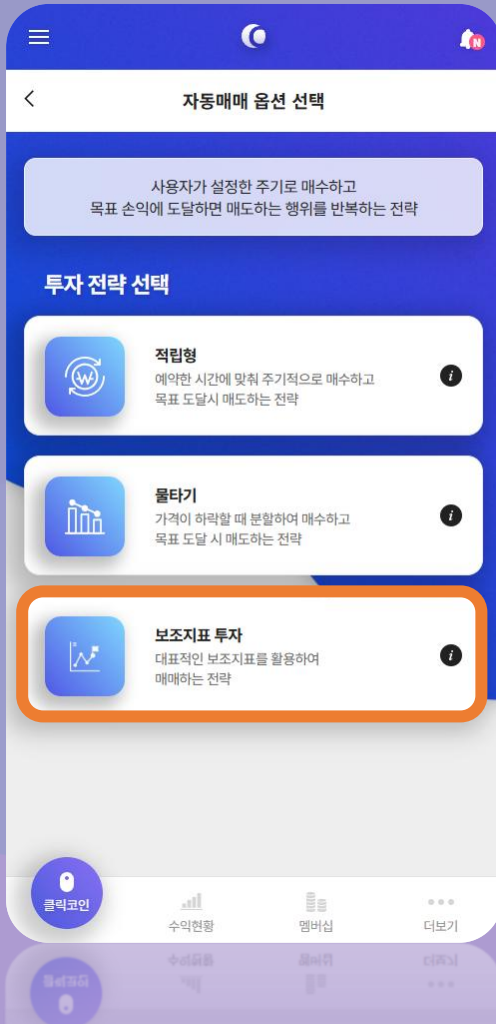 N
자동매매 옵션 선택
사용자가 설정한 주기로 매수하고
목표 손익에 도달하면 매도하는 행위를 반복하는 전략
투자 전략 선택
적립형
예약한 시간에 맞춰 주기적으로 매수하고
목표 도달시 매도하는 전략
i
물타기
가격이 하락할 때 분할하여 매수하고
목표 도달 시 매도하는 전략
i
보조지표 투자
대표적인 보조지표를 활용하여
매매하는 전략
i
클릭코인
수익현황
멤버십
더보기